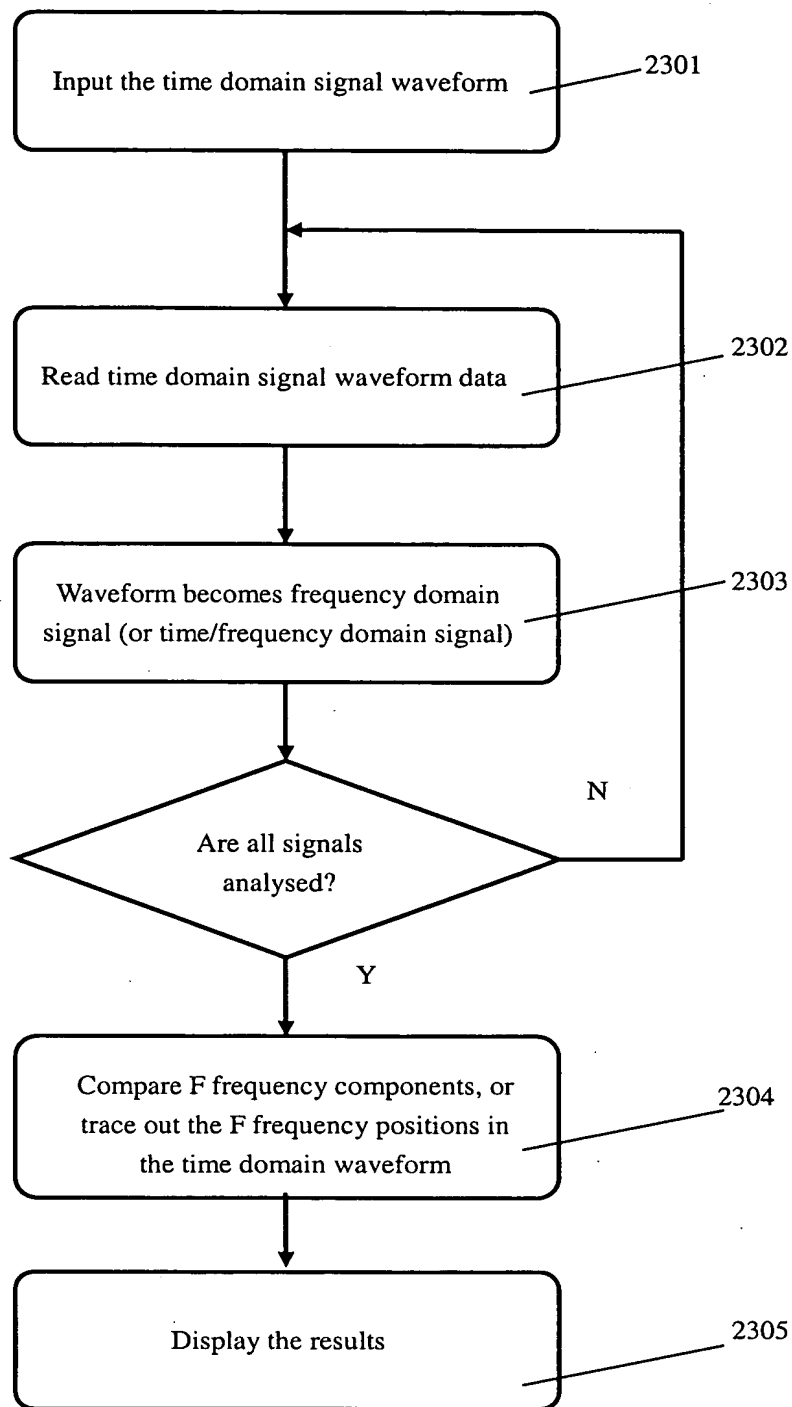 Input the time domain signal waveform
2301
Read time domain signal waveform data
2302
Waveform becomes frequency domain
signal (or time/frequency domain signal)
2303
Are all signals
analysed?
N
Y
Compare F frequency components, or
trace out the F frequency positions in
the time domain waveform
2304
Display the results
2305